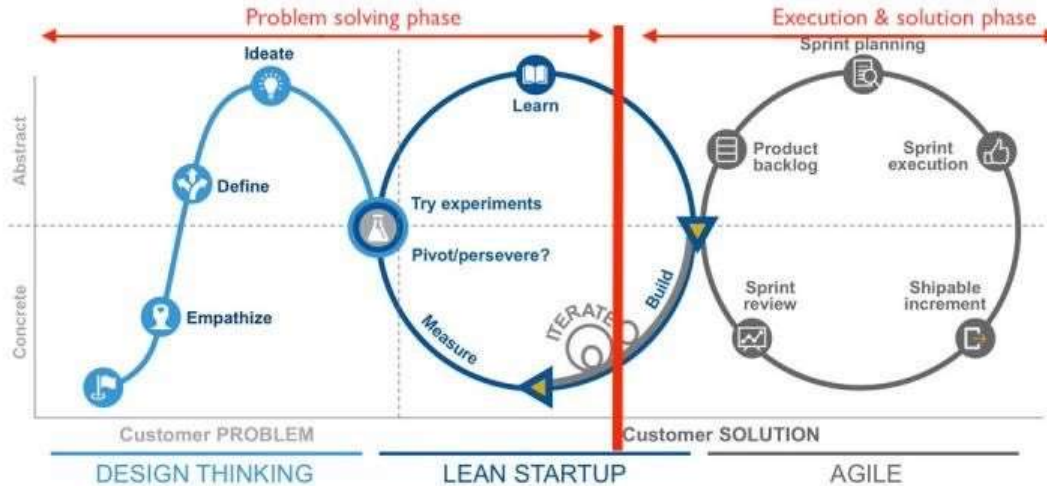 Problem solving phase
Execution & solution phase
Ideate
Learn
Sprint planning
Abstract
Define
Product
backlog
Sprint
execution
Try experiments
Pivot/persevere?
Concrete
Empathize
Measure
ITERATE
Build
Sprint
review
Shipable
increment
Customer PROBLEM
Customer SOLUTION
DESIGN THINKING
LEAN STARTUP
AGILE